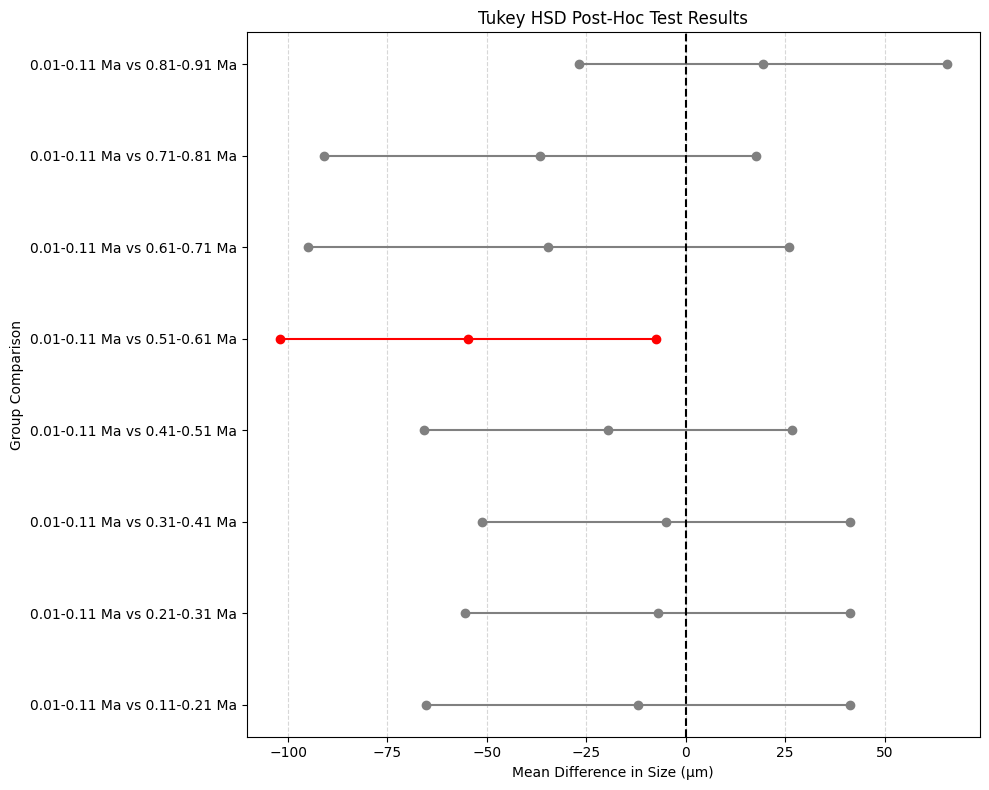 Tukey HSD Post-Hoc Test Results
Group Comparison
0.01-0.11 Ma vs 0.81-0.91 Ma
0.01-0.11 Ma vs 0.71-0.81 Ma
0.01-0.11 Ma vs 0.61-0.71 Ma
0.01-0.11 Ma vs 0.51-0.61 Ma
0.01-0.11 Ma vs 0.41-0.51 Ma
0.01-0.11 Ma vs 0.31-0.41 Ma
0.01-0.11 Ma vs 0.21-0.31 Ma
0.01-0.11 Ma vs 0.11-0.21 Ma
−100 −75 −50 −25 0 25 50
Mean Difference in Size (μm)